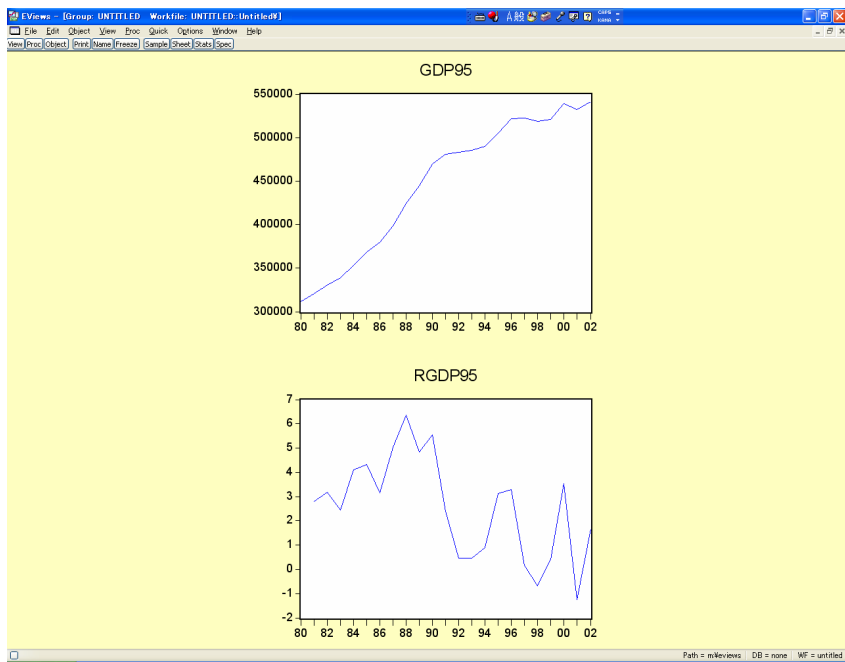 EViews - [Group: UNTITLED Workfile: UNTITLED::Untitled¥]
A 般 CAPS KANA
File Edit Object View Proc Quick Options Window Help
View Proc Object Print Name Freeze Sample Sheet Stats Spec
GDP95
550000
500000
450000
400000
350000
300000
80 82 84 86 88 90 92 94 96 98 00 02
RGDP95
7
6
5
4
3
2
1
0
-1
-2
80 82 84 86 88 90 92 94 96 98 00 02
Path = m:¥eviews DB = none WF = untitled